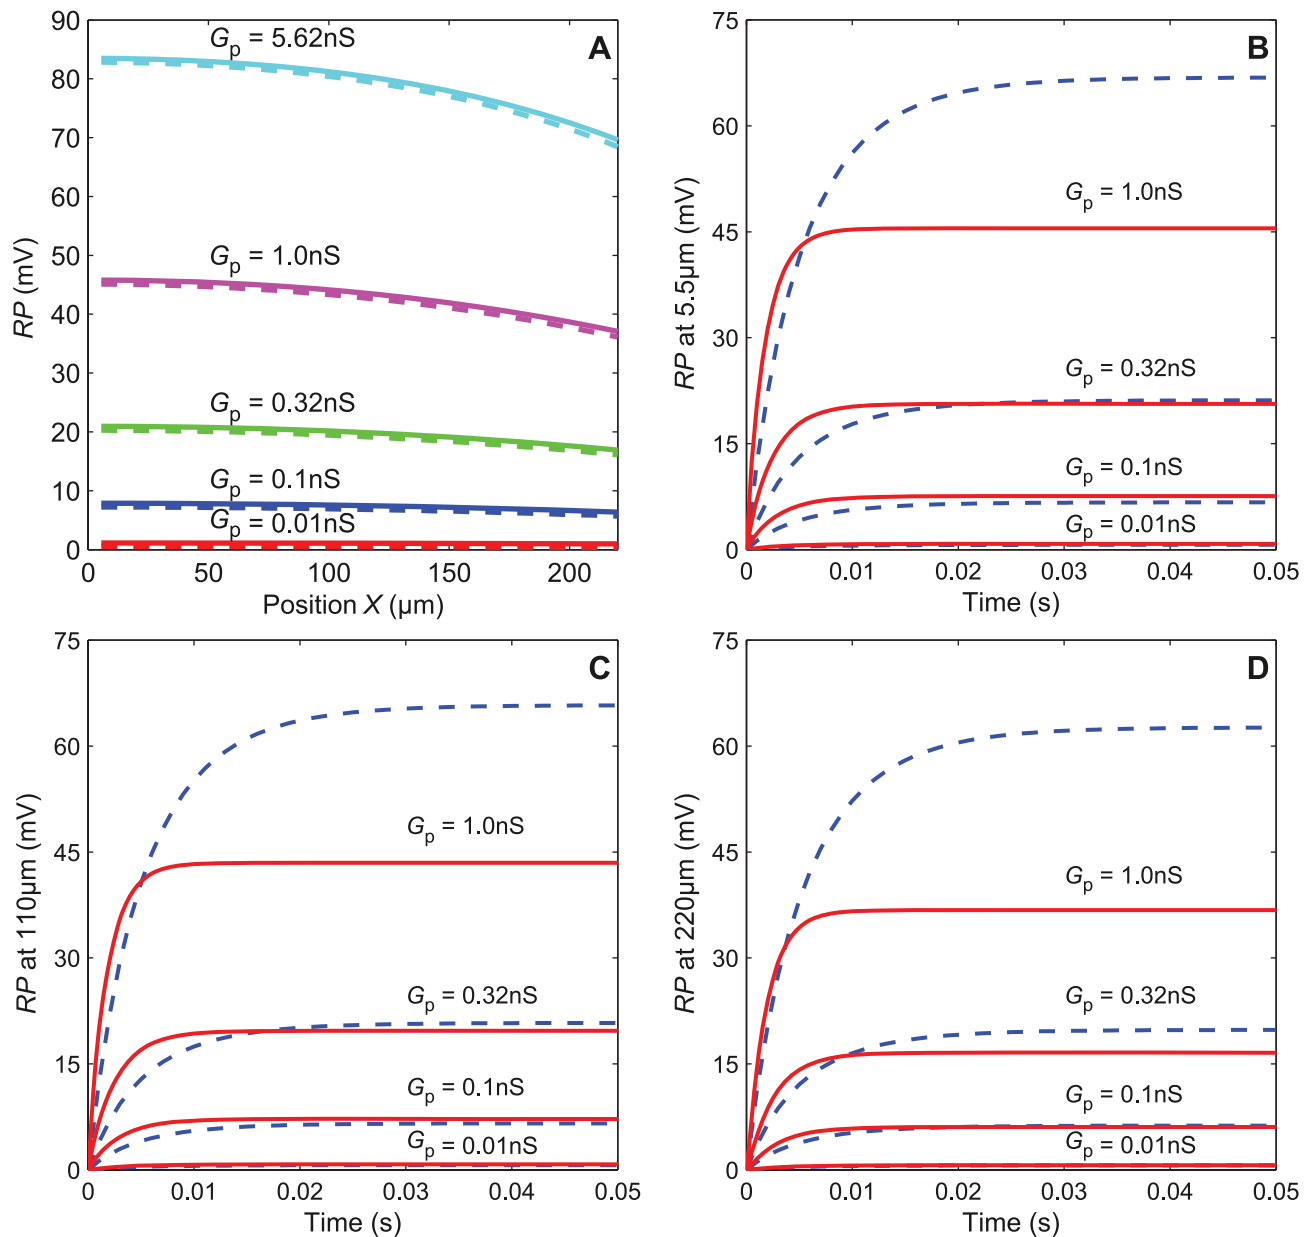 A
90
80
70
60
50
40
30
20
10
0
RP (mV)
Gp = 5.62nS
Gp = 1.0nS
Gp = 0.32nS
Gp = 0.1nS
Gp = 0.01nS
0 50 100 150 200
Position X (µm)
B
75
60
45
30
15
0
RP at 5.5µm (mV)
Gp = 1.0nS
Gp = 0.32nS
Gp = 0.1nS
Gp = 0.01nS
0 0.01 0.02 0.03 0.04 0.05
Time (s)
C
75
60
45
30
15
0
RP at 110µm (mV)
Gp = 1.0nS
Gp = 0.32nS
Gp = 0.1nS
Gp = 0.01nS
0 0.01 0.02 0.03 0.04 0.05
Time (s)
D
75
60
45
30
15
0
RP at 220µm (mV)
Gp = 1.0nS
Gp = 0.32nS
Gp = 0.1nS
Gp = 0.01nS
0 0.01 0.02 0.03 0.04 0.05
Time (s)